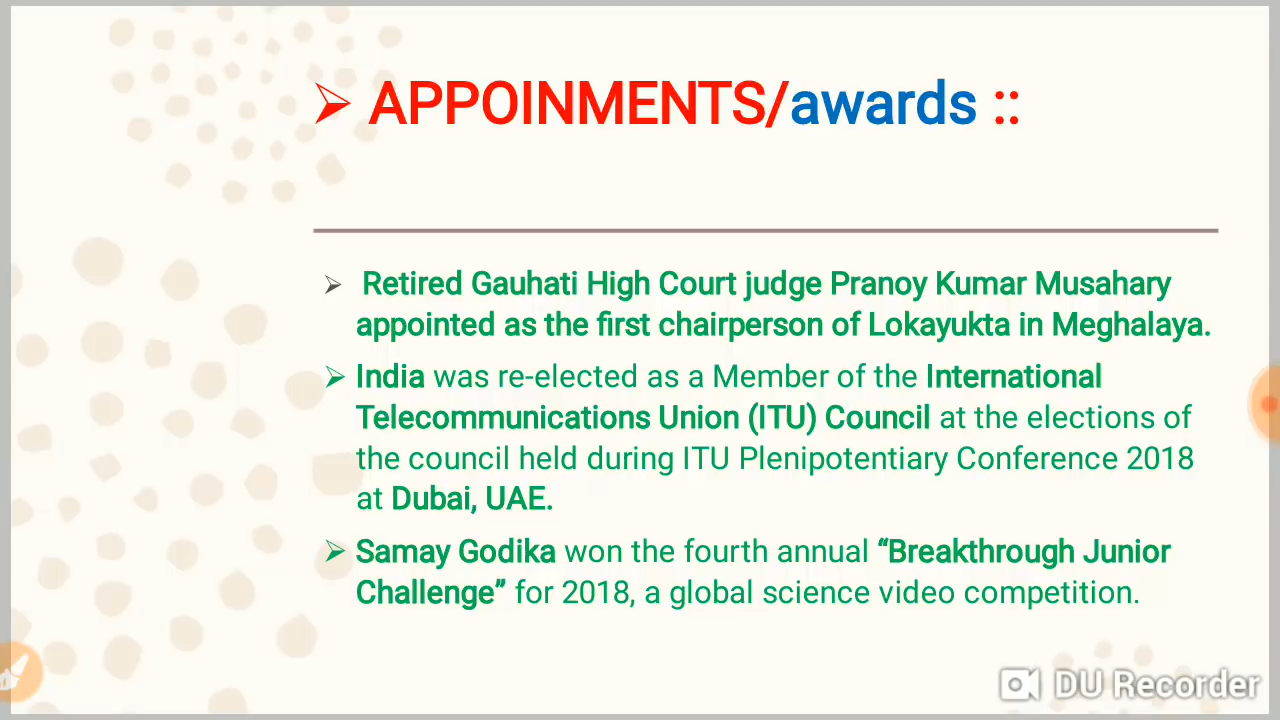 ➢ APPOINMENTS/awards ::
➢ Retired Gauhati High Court judge Pranoy Kumar Musahary
appointed as the first chairperson of Lokayukta in Meghalaya.
➢ India was re-elected as a Member of the International
Telecommunications Union (ITU) Council at the elections of
the council held during ITU Plenipotentiary Conference 2018
at Dubai, UAE.
➢ Samay Godika won the fourth annual “Breakthrough Junior
Challenge” for 2018, a global science video competition.
DU Recorder